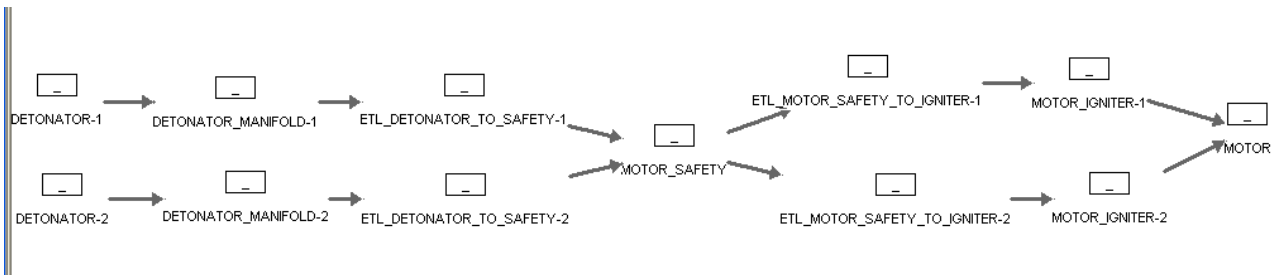 DETONATOR-1
DETONATOR_MANIFOLD-1
ETL_DETONATOR_TO_SAFETY-1
MOTOR_SAFETY
ETL_MOTOR_SAFETY_TO_IGNITER-1
MOTOR_IGNITER-1
MOTOR
DETONATOR-2
DETONATOR_MANIFOLD-2
ETL_DETONATOR_TO_SAFETY-2
ETL_MOTOR_SAFETY_TO_IGNITER-2
MOTOR_IGNITER-2